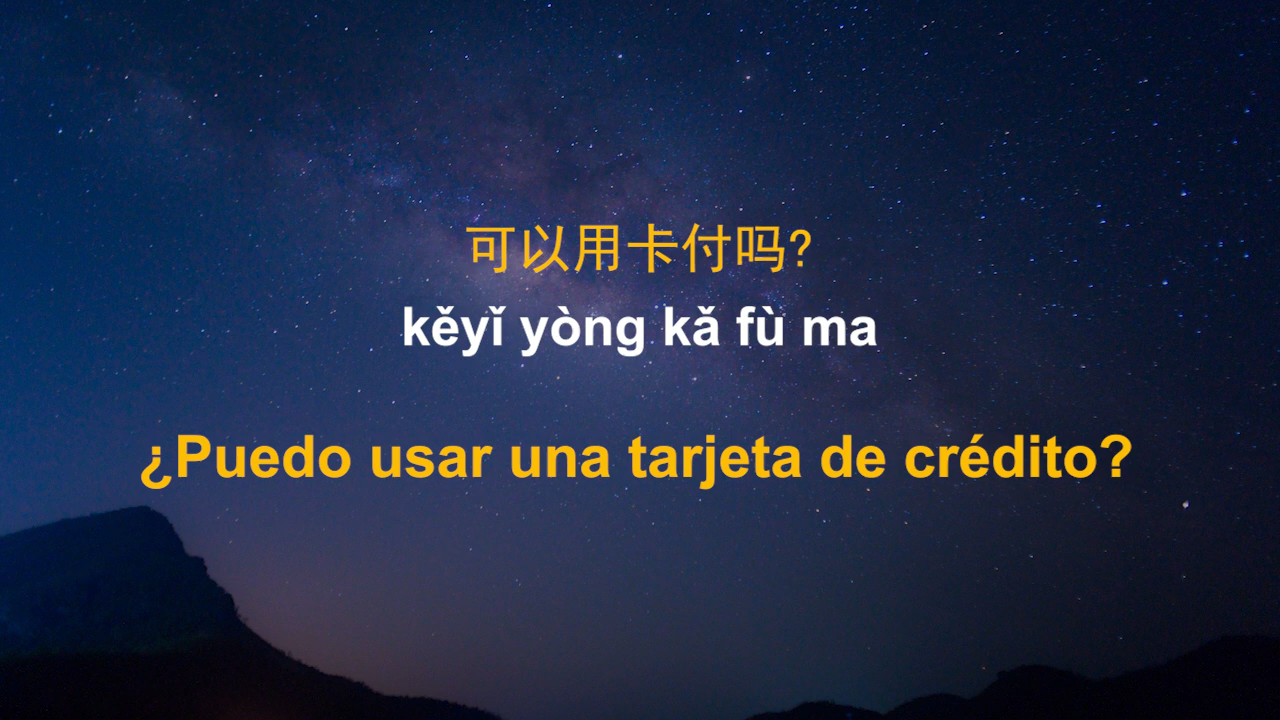 可以用卡付吗?
kěyǐ yòng kǎ fù ma
¿Puedo usar una tarjeta de crédito?